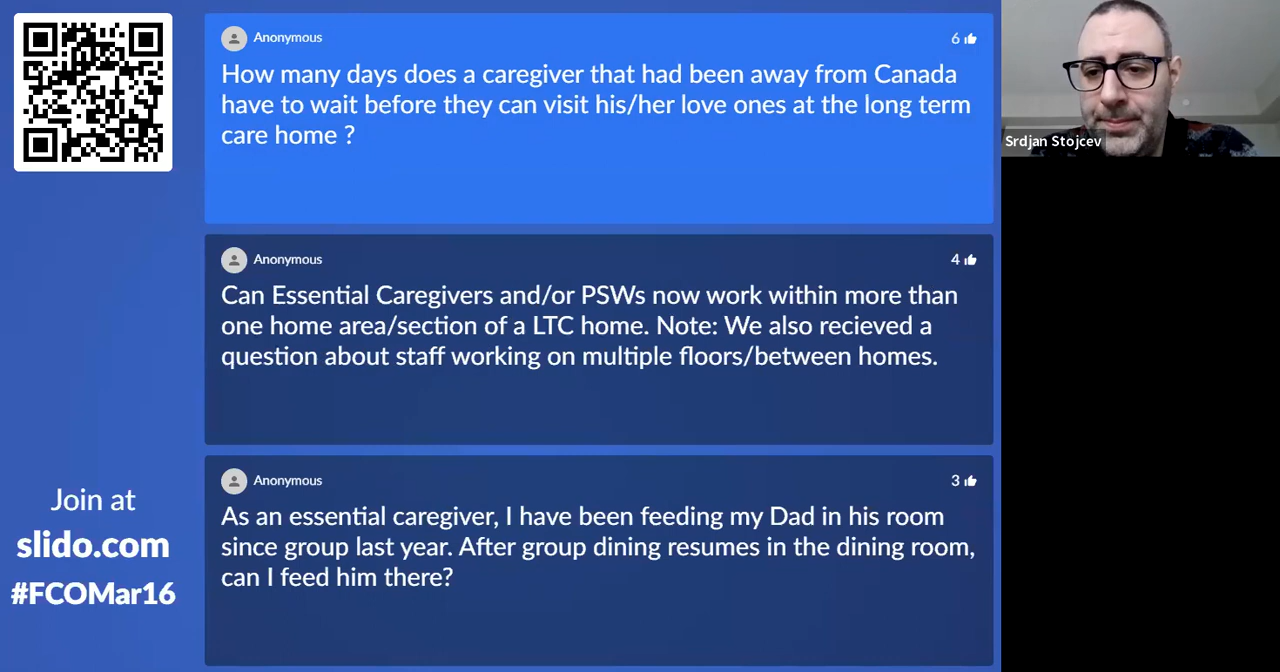 Anonymous
6
How many days does a caregiver that had been away from Canada
have to wait before they can visit his/her love ones at the long term
care home ?
Srdjan Stojcev
Anonymous
4
Can Essential Caregivers and/or PSWs now work within more than
one home area/section of a LTC home. Note: We also recieved a
question about staff working on multiple floors/between homes.
Anonymous
3
As an essential caregiver, I have been feeding my Dad in his room
since group last year. After group dining resumes in the dining room,
can I feed him there?
Join at
slido.com
#FCOMar16